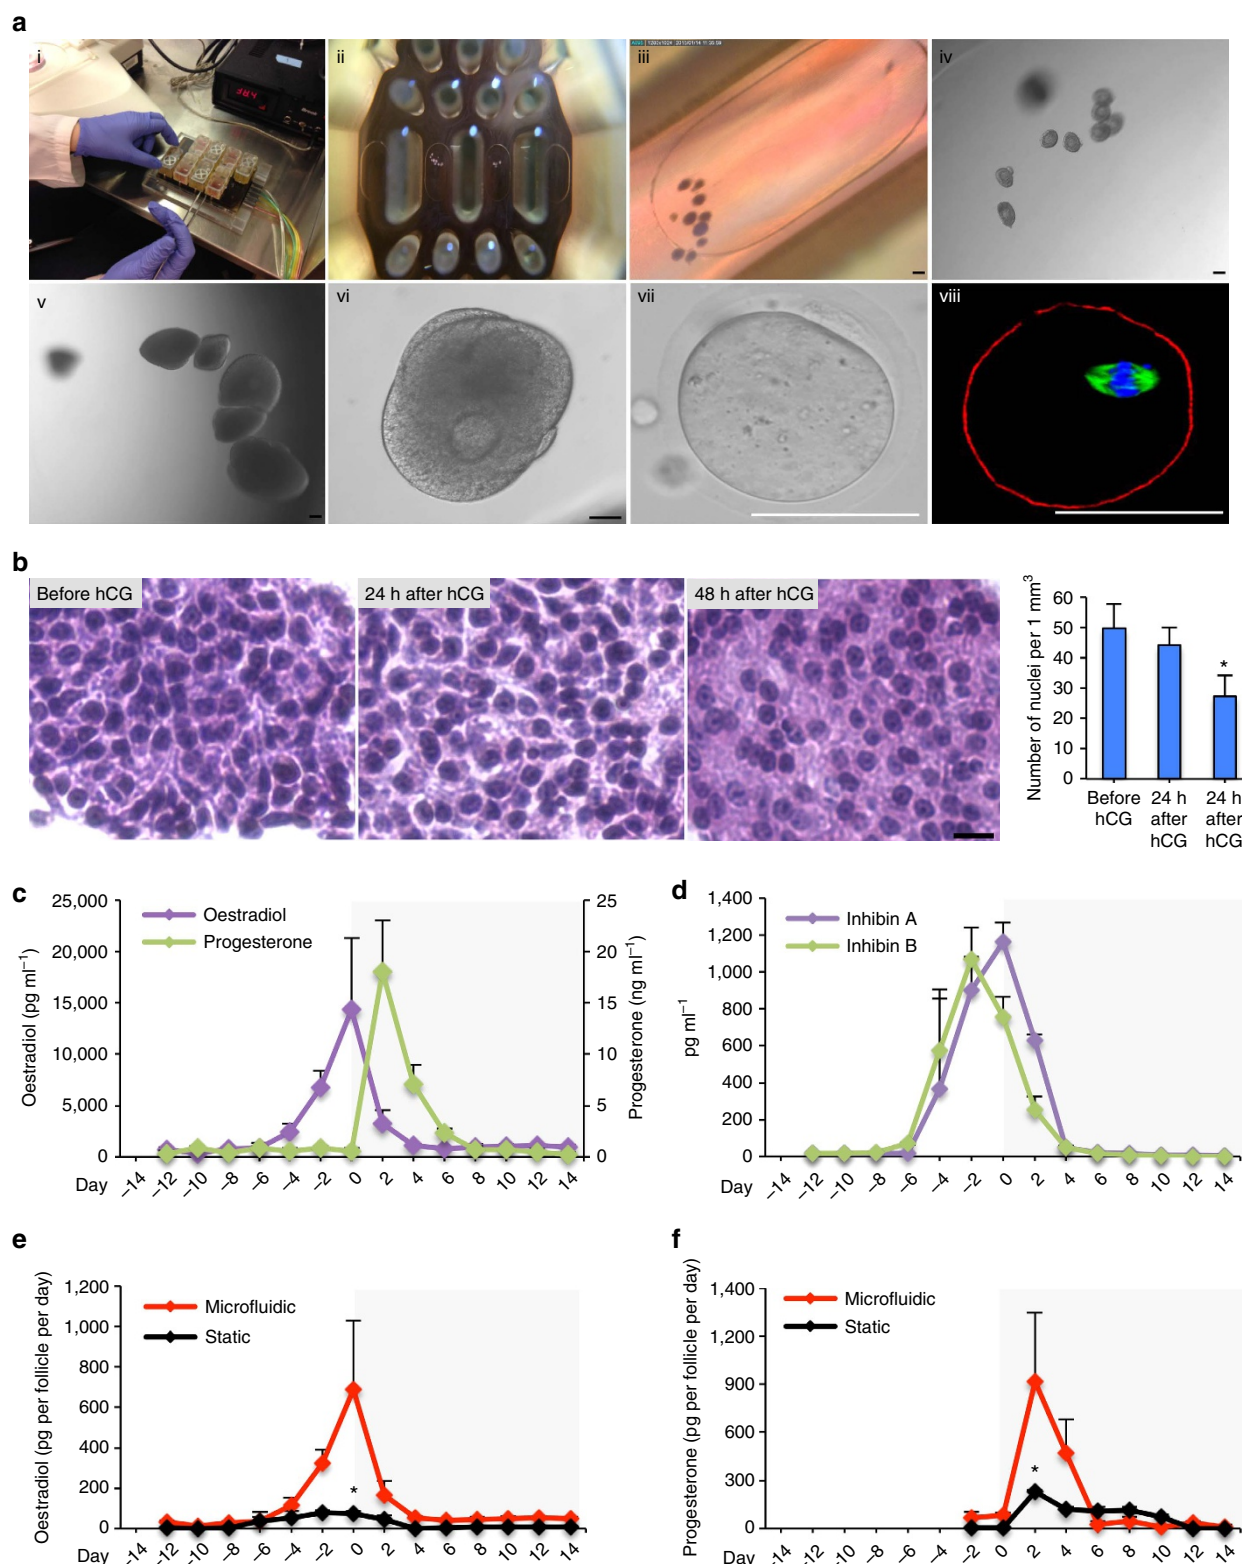 a
i
ii
iii
iv
v
vi
vii
viii
b
Before hCG
24 h after hCG
48 h after hCG
Number of nuclei per 1 mm³
60
50
40
30
20
10
0
*
Before hCG
24 h after hCG
24 h after hCG
c
25,000
20,000
15,000
10,000
5,000
0
Oestradiol (pg ml⁻¹)
Oestradiol
Progesterone
25
20
15
10
5
0
Progesterone (ng ml⁻¹)
Day
–14 –12 –10 –8 –6 –4 –2 0 2 4 6 8 10 12 14
d
1,400
1,200
1,000
800
600
400
200
0
pg ml⁻¹
Inhibin A
Inhibin B
Day
–14 –12 –10 –8 –6 –4 –2 0 2 4 6 8 10 12 14
e
1,200
1,000
800
600
400
200
0
Oestradiol (pg per follicle per day)
Microfluidic
Static
*
Day
–14 –12 –10 –8 –6 –4 –2 0 2 4 6 8 10 12 14
f
1,400
1,200
900
600
300
0
Progesterone (pg per follicle per day)
Microfluidic
Static
*
Day
–14 –12 –10 –8 –6 –4 –2 0 2 4 6 8 10 12 14